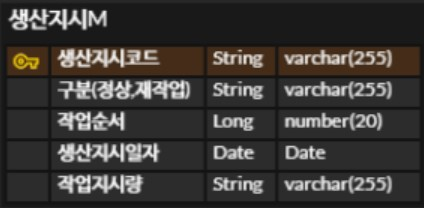 생산지시M
생산지시코드 String varchar(255)
구분(정상,재작업) String varchar(255)
작업순서 Long number(20)
생산지시일자 Date Date
작업지시량 String varchar(255)